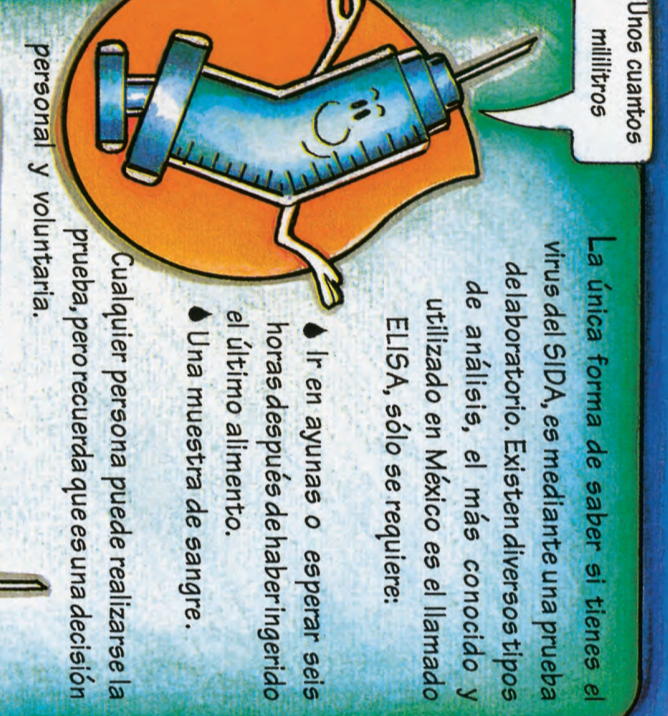 Unos cuantos
mililitros
La única forma de saber si tienes el
virus del SIDA, es mediante una prueba
de laboratorio. Existen diversos tipos
de análisis, el más conocido y
utilizado en México es el llamado
ELISA, sólo se requiere:
Ir en ayunas o esperar seis
horas después de haber ingerido
el último alimento.
Una muestra de sangre.
Cualquier persona puede realizarse la
prueba, pero recuerda que es una decisión
personal y voluntaria.